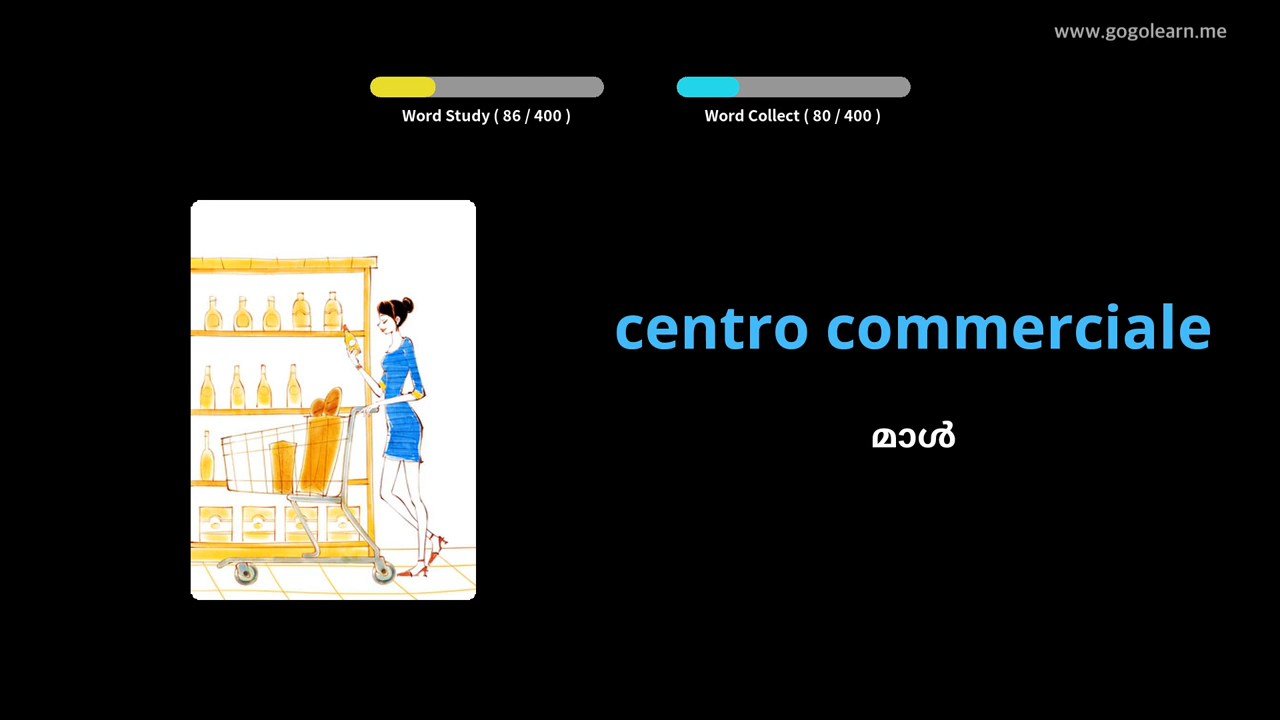 www.gogolearn.me
Word Study ( 86 / 400 )
Word Collect ( 80 / 400 )
centro commerciale
മാൾ